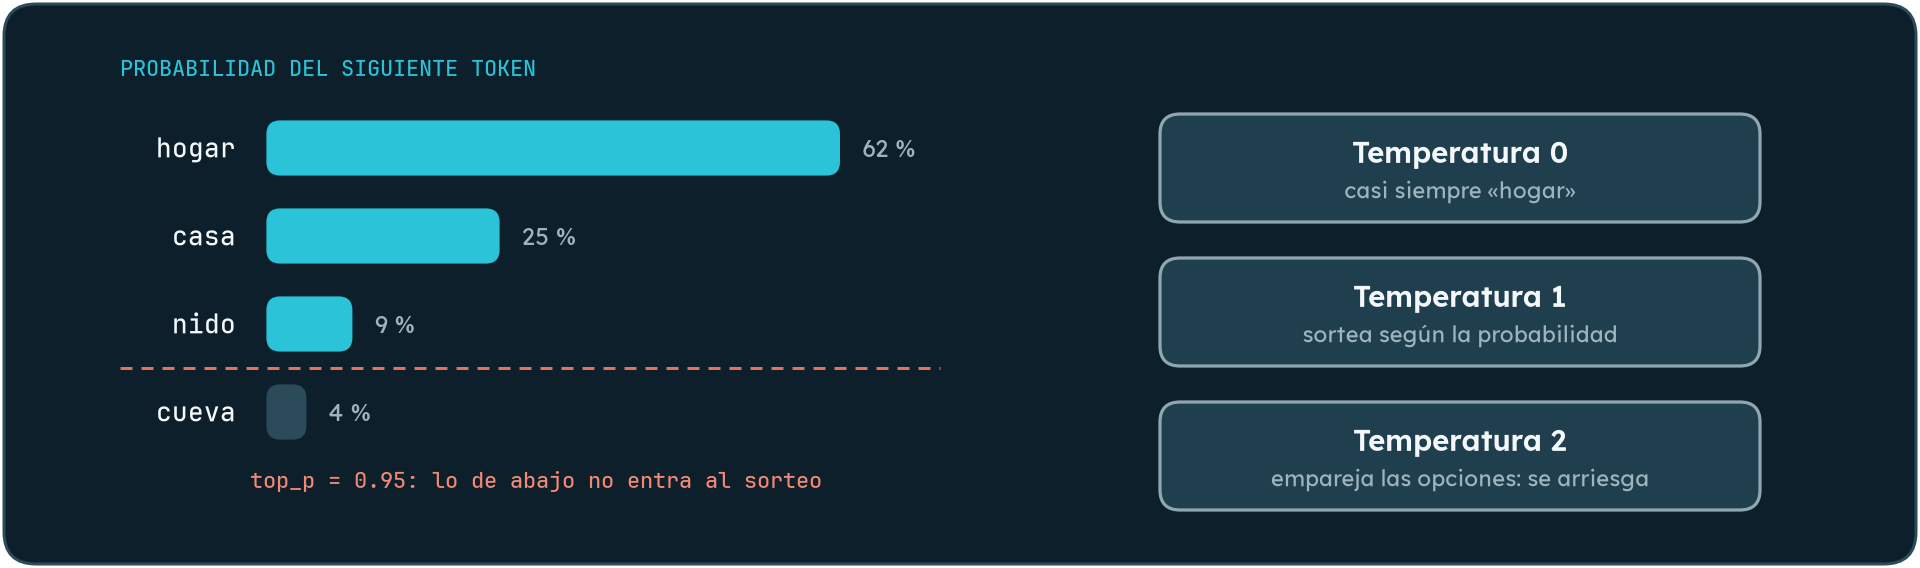 PROBABILIDAD DEL SIGUIENTE TOKEN
hogar 62 %
casa 25 %
nido 9 %
cueva 4 %
top_p = 0.95: lo de abajo no entra al sorteo
Temperatura 0
casi siempre «hogar»
Temperatura 1
sortea según la probabilidad
Temperatura 2
empareja las opciones: se arriesga